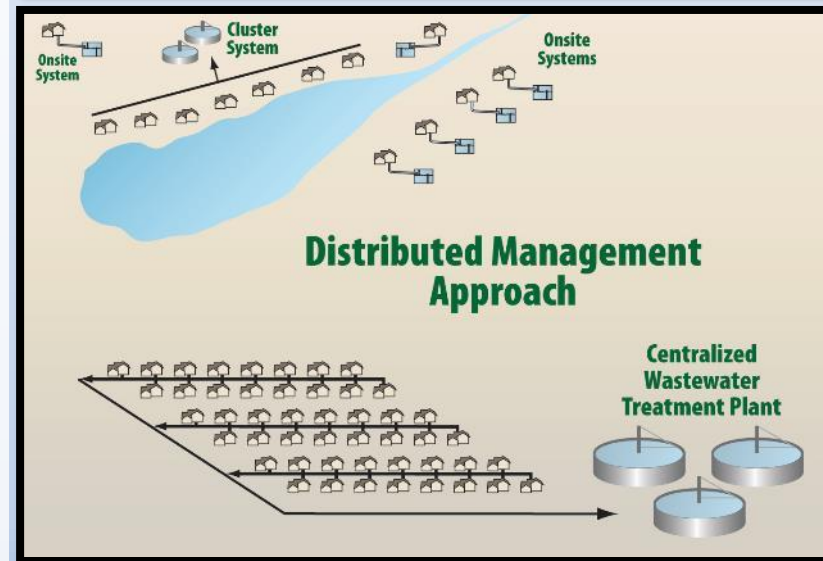 Cluster
System
Onsite
System
Onsite
Systems
Distributed Management
Approach
Centralized
Wastewater
Treatment Plant